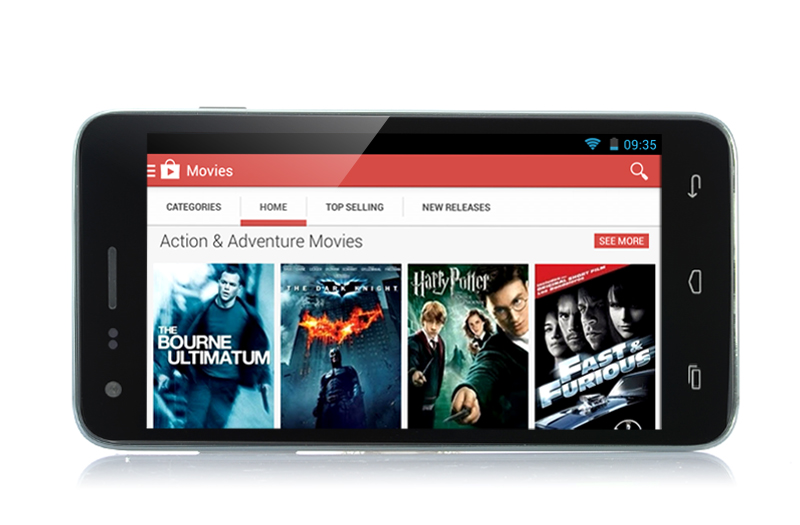 09:35
Movies
CATEGORIES HOME TOP SELLING NEW RELEASES
Action & Adventure Movies SEE MORE
THE
BOURNE
ULTIMATUM
THE DARK KNIGHT
Harry Potter
FAST &
FURIOUS